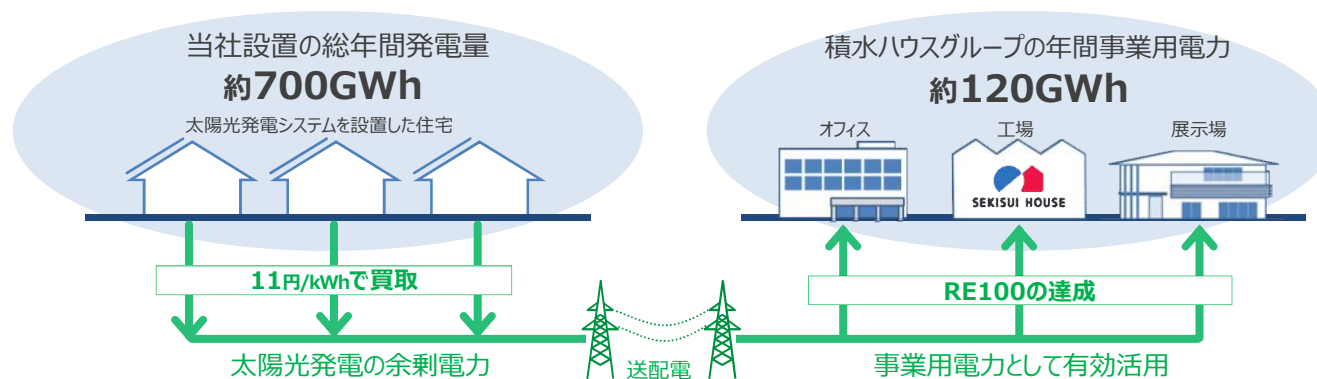 当社設置の総年間発電量
約700GWh
太陽光発電システムを設置した住宅
11円/kWhで買取
太陽光発電の余剰電力
送配電
積水ハウスグループの年間事業用電力
約120GWh
オフィス
工場
展示場
SEKISUI HOUSE
RE100の達成
事業用電力として有効活用